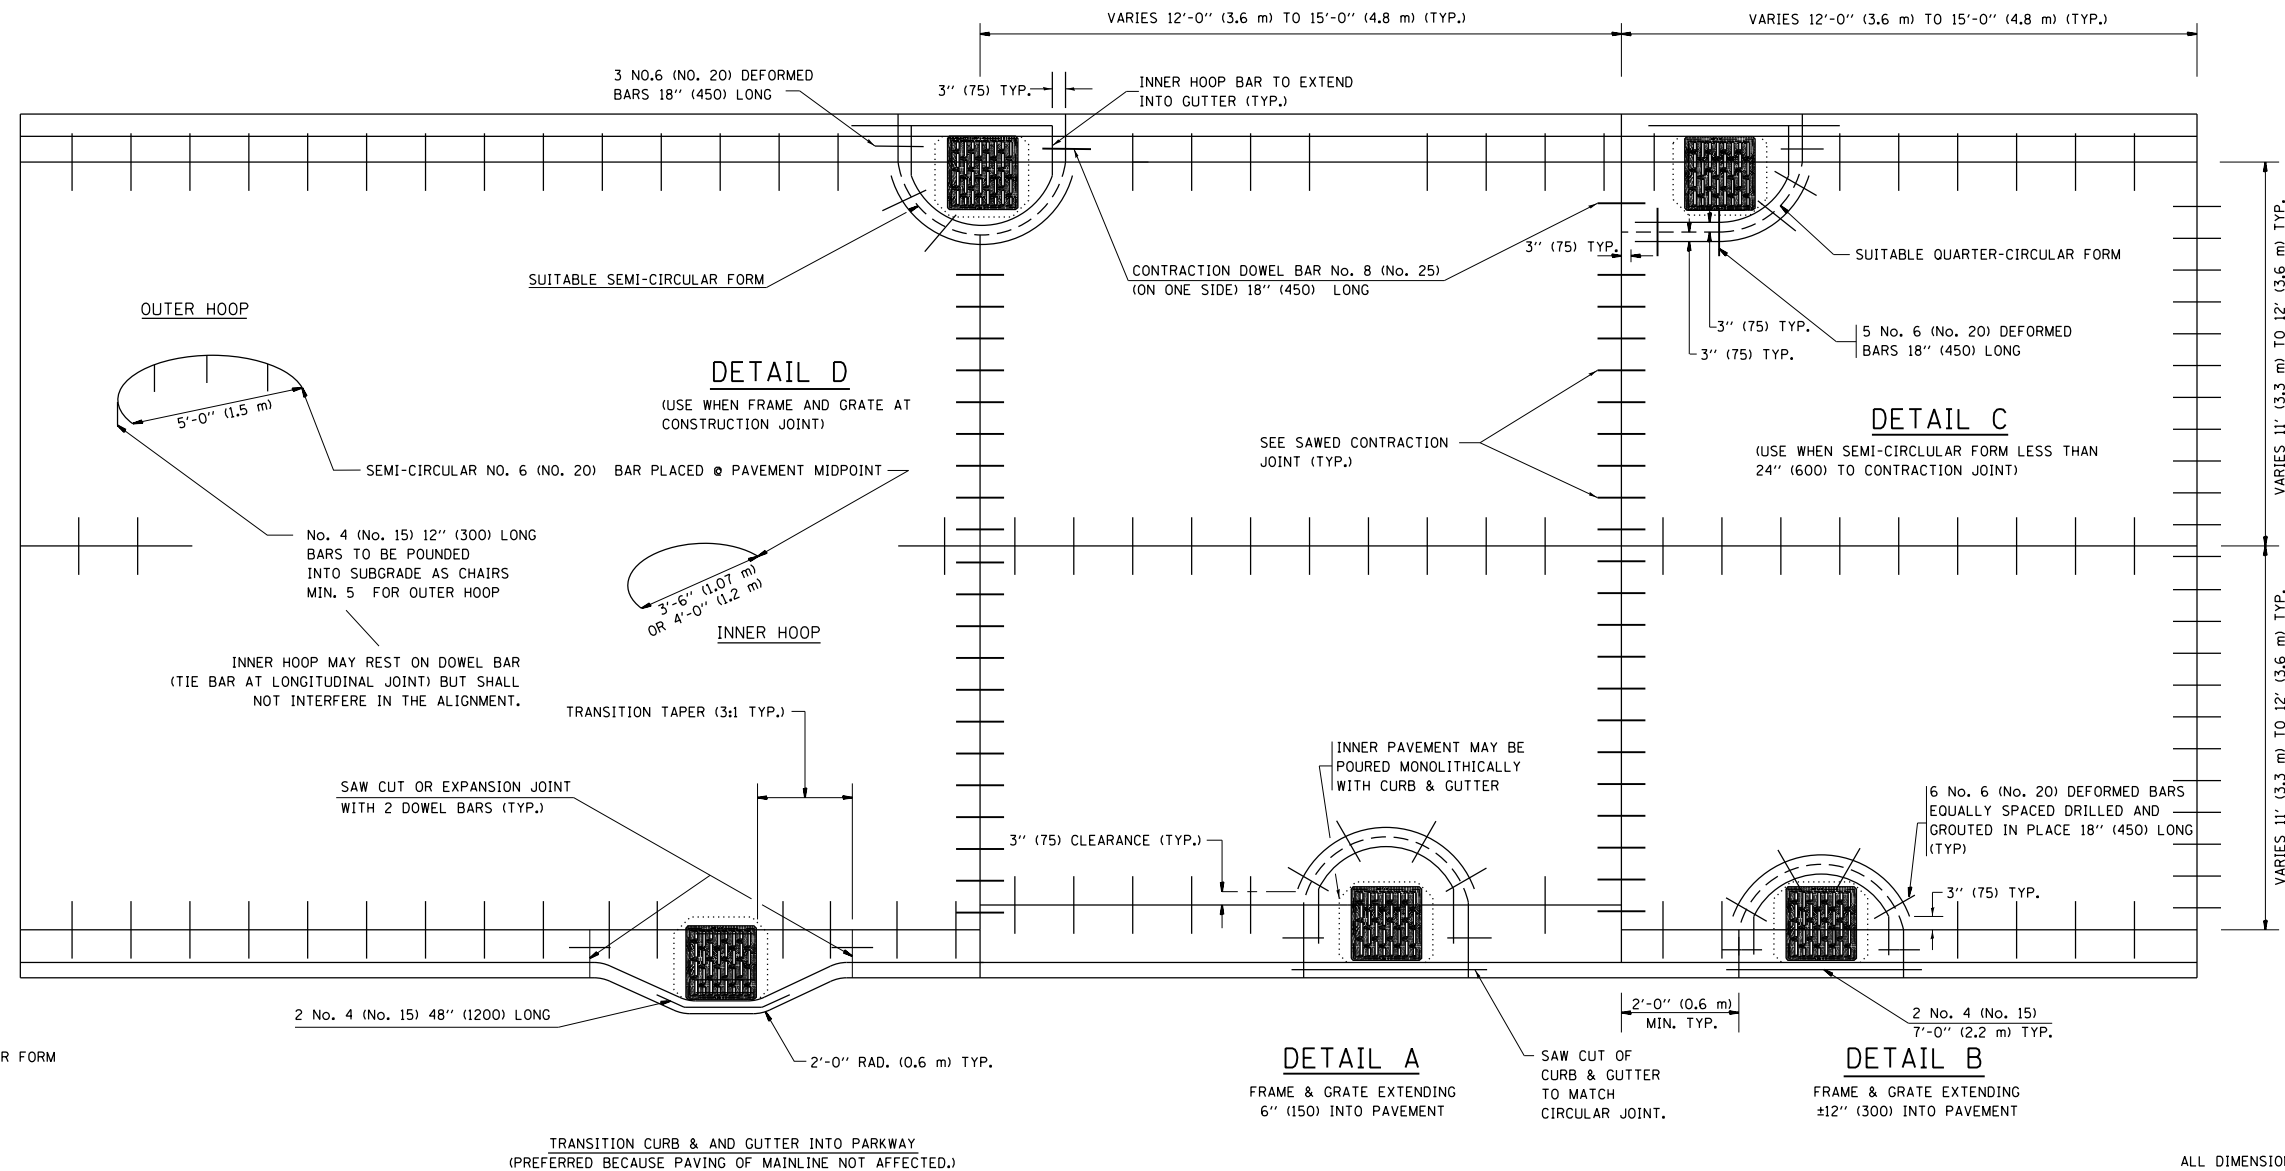 VARIES 12'-0'' (3.6 m) TO 15'-0'' (4.8 m) (TYP.)
VARIES 12'-0'' (3.6 m) TO 15'-0'' (4.8 m) (TYP.)
3 NO.6 (NO. 20) DEFORMED
BARS 18'' (450) LONG
3'' (75) TYP.
INNER HOOP BAR TO EXTEND
INTO GUTTER (TYP.)
SUITABLE SEMI-CIRCULAR FORM
CONTRACTION DOWEL BAR No. 8 (No. 25)
(ON ONE SIDE) 18'' (450) LONG
3'' (75) TYP.
SUITABLE QUARTER-CIRCULAR FORM
3'' (75) TYP.
3'' (75) TYP.
5 No. 6 (No. 20) DEFORMED
BARS 18'' (450) LONG
VARIES 11' (3.3 m) TO 12' (3.6 m) TYP.
OUTER HOOP
5'-0'' (1.5 m)
DETAIL D
(USE WHEN FRAME AND GRATE AT
CONSTRUCTION JOINT)
SEE SAWED CONTRACTION
JOINT (TYP.)
DETAIL C
(USE WHEN SEMI-CIRCLULAR FORM LESS THAN
24'' (600) TO CONTRACTION JOINT)
SEMI-CIRCULAR NO. 6 (NO. 20) BAR PLACED @ PAVEMENT MIDPOINT
No. 4 (No. 15) 12'' (300) LONG
BARS TO BE POUNDED
INTO SUBGRADE AS CHAIRS
MIN. 5 FOR OUTER HOOP
3'-6'' (1.07 m)
OR 4'-0'' (1.2 m)
INNER HOOP
INNER HOOP MAY REST ON DOWEL BAR
(TIE BAR AT LONGITUDINAL JOINT) BUT SHALL
NOT INTERFERE IN THE ALIGNMENT.
VARIES 11' (3.3 m) TO 12' (3.6 m) TYP.
TRANSITION TAPER (3:1 TYP.)
SAW CUT OR EXPANSION JOINT
WITH 2 DOWEL BARS (TYP.)
INNER PAVEMENT MAY BE
POURED MONOLITHICALLY
WITH CURB & GUTTER
3'' (75) CLEARANCE (TYP.)
6 No. 6 (No. 20) DEFORMED BARS
EQUALLY SPACED DRILLED AND
GROUTED IN PLACE 18'' (450) LONG
(TYP)
3'' (75) TYP.
2 No. 4 (No. 15) 48'' (1200) LONG
2'-0'' RAD. (0.6 m) TYP.
2'-0'' (0.6 m)
MIN. TYP.
2 No. 4 (No. 15)
7'-0'' (2.2 m) TYP.
R FORM
DETAIL A
FRAME & GRATE EXTENDING
6'' (150) INTO PAVEMENT
SAW CUT OF
CURB & GUTTER
TO MATCH
CIRCULAR JOINT.
DETAIL B
FRAME & GRATE EXTENDING
±12'' (300) INTO PAVEMENT
TRANSITION CURB & AND GUTTER INTO PARKWAY
(PREFERRED BECAUSE PAVING OF MAINLINE NOT AFFECTED.)
ALL DIMENSION